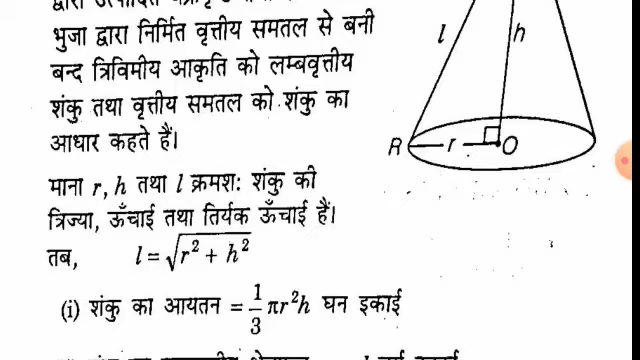 द्वारा
भुजा द्वारा निर्मित वृत्तीय समतल से बनी
बन्द त्रिविमीय आकृति को लम्बवृत्तीय
शंकु तथा वृत्तीय समतल को शंकु का
आधार कहते हैं।
l
h
R
r
O
माना r, h तथा l क्रमशः शंकु की
त्रिज्या, ऊँचाई तथा तिर्यक ऊँचाई हैं।
तब, l = √(r² + h²)
(i) शंकु का आयतन = 1/3 πr²h घन इकाई